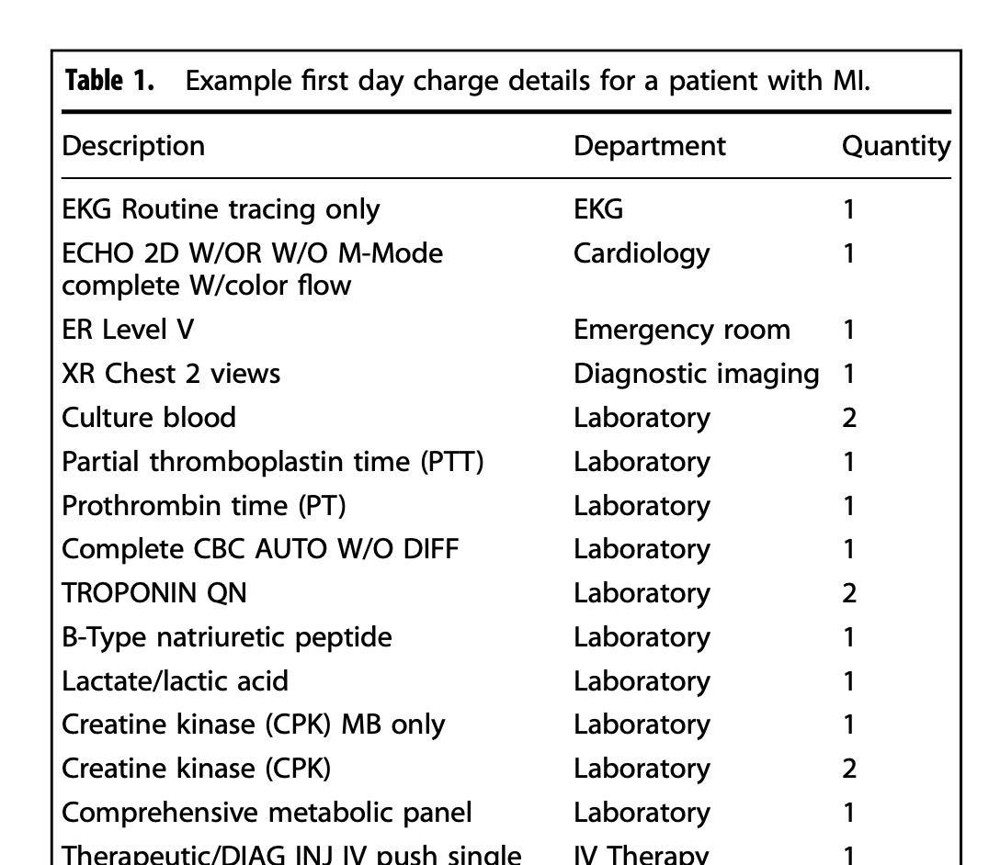 Table 1. Example first day charge details for a patient with MI.
Description Department Quantity
EKG Routine tracing only EKG 1
ECHO 2D W/OR W/O M-Mode Cardiology 1
complete W/color flow
ER Level V Emergency room 1
XR Chest 2 views Diagnostic imaging 1
Culture blood Laboratory 2
Partial thromboplastin time (PTT) Laboratory 1
Prothrombin time (PT) Laboratory 1
Complete CBC AUTO W/O DIFF Laboratory 1
TROPONIN QN Laboratory 2
B-Type natriuretic peptide Laboratory 1
Lactate/lactic acid Laboratory 1
Creatine kinase (CPK) MB only Laboratory 1
Creatine kinase (CPK) Laboratory 2
Comprehensive metabolic panel Laboratory 1
Therapeutic/DIAG INJ IV push single IV Therapy 1